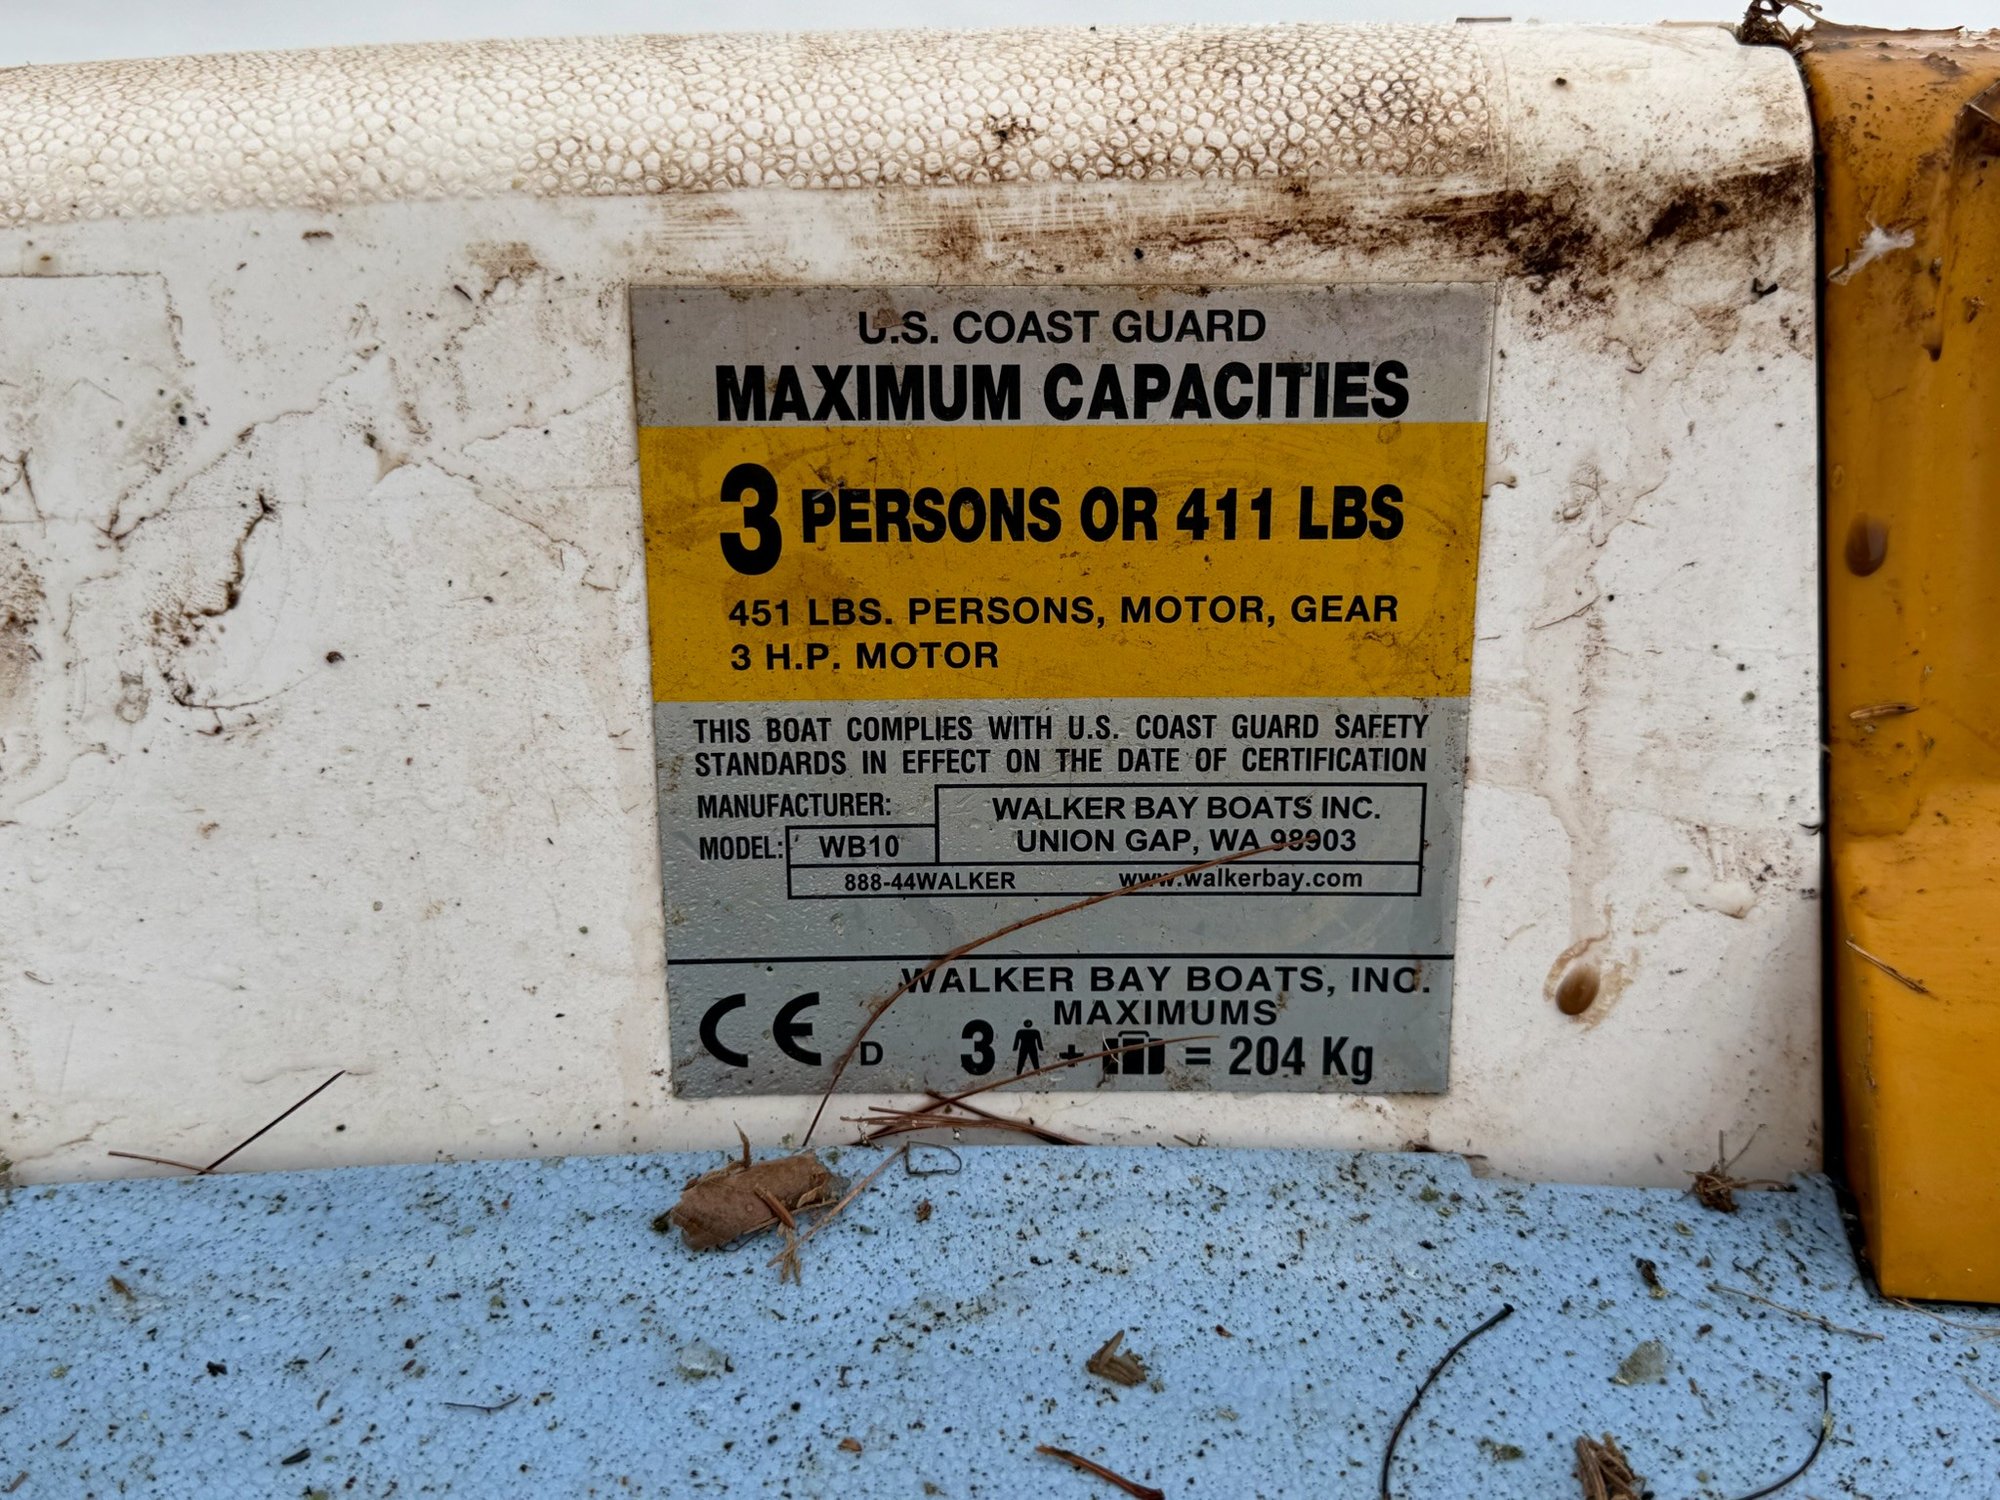 U.S. COAST GUARD
MAXIMUM CAPACITIES
3 PERSONS OR 411 LBS
451 LBS. PERSONS, MOTOR, GEAR
3 H.P. MOTOR
THIS BOAT COMPLIES WITH U.S. COAST GUARD SAFETY
STANDARDS IN EFFECT ON THE DATE OF CERTIFICATION
MANUFACTURER: WALKER BAY BOATS INC.
MODEL: WB10 UNION GAP, WA 98903
888-44WALKER www.walkerbay.com
WALKER BAY BOATS, INC.
MAXIMUMS
CE D 3 + = 204 Kg